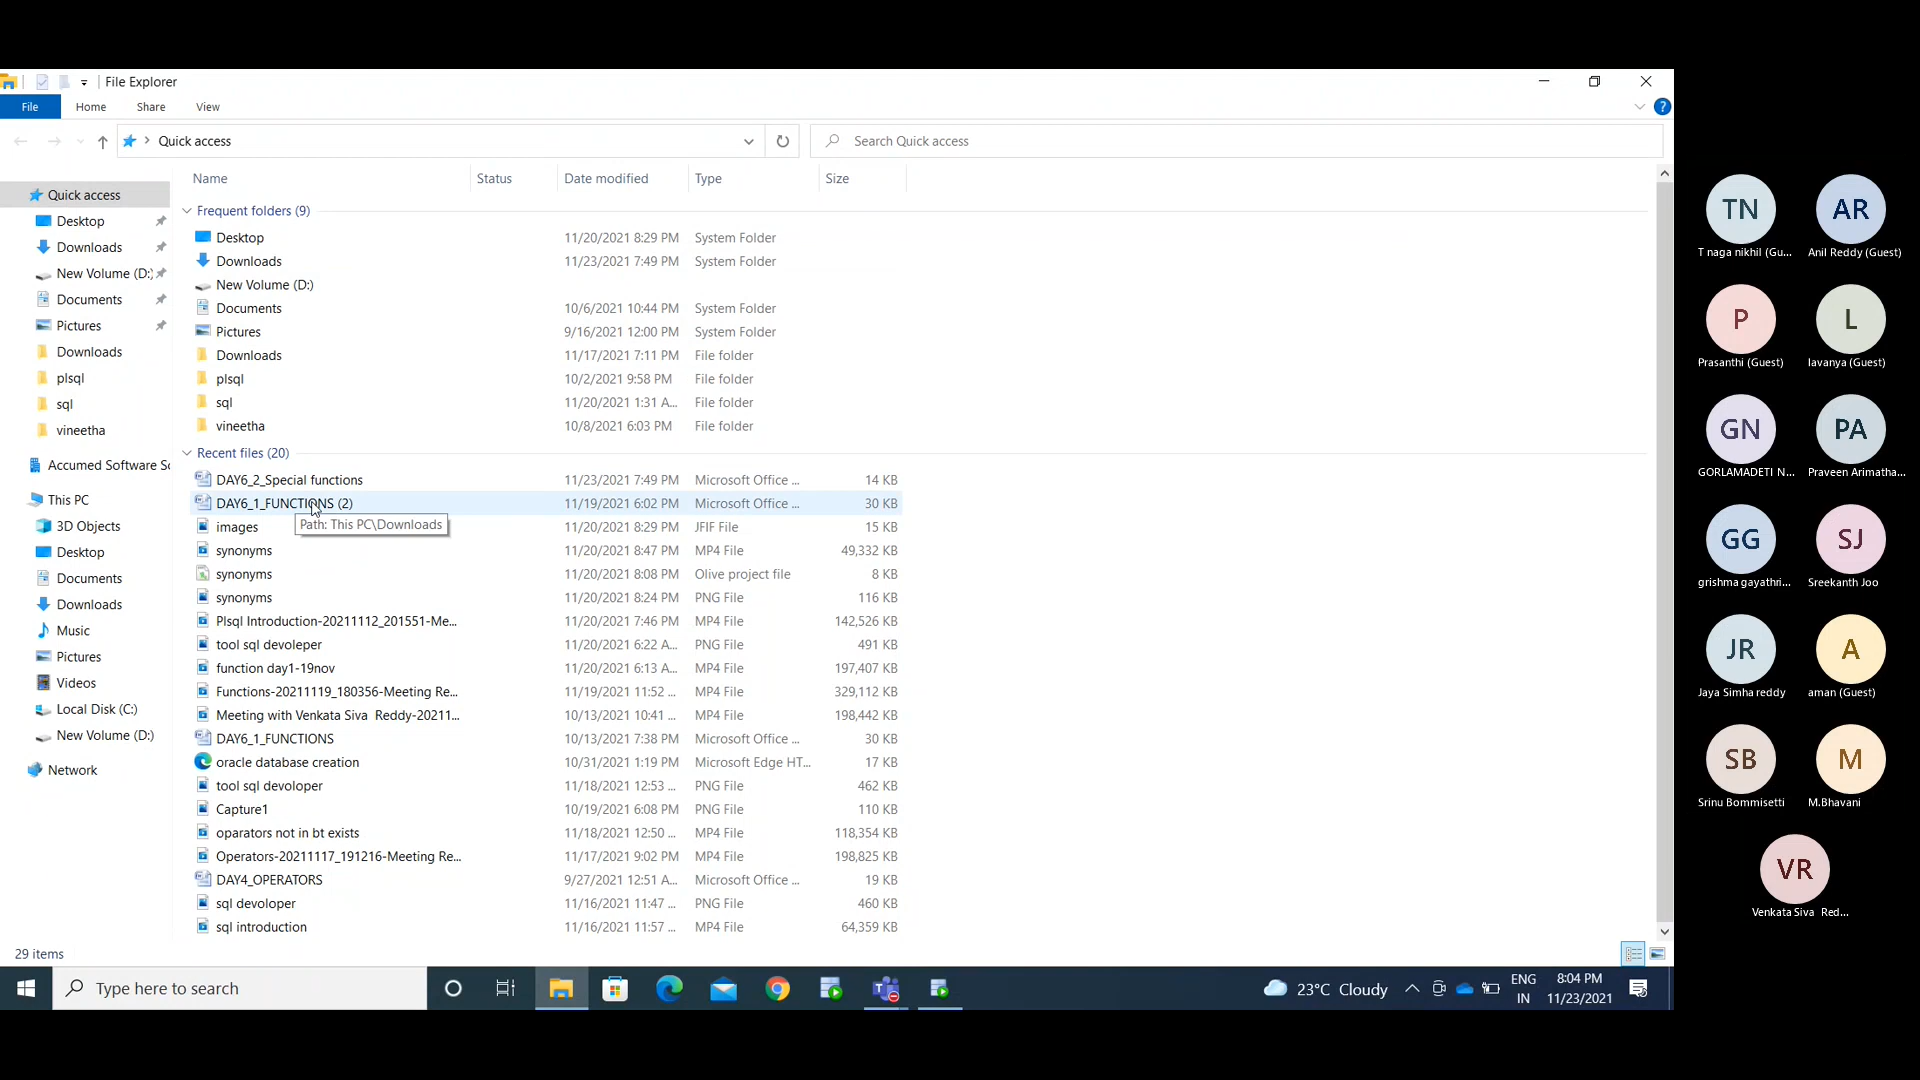 File Explorer
File Home Share View
Quick access
Search Quick access
Name Status Date modified Type Size
Quick access
Desktop
Downloads
New Volume (D:)
Documents
Pictures
Downloads
plsql
sql
vineetha
Accumed Software So
This PC
3D Objects
Desktop
Documents
Downloads
Music
Pictures
Videos
Local Disk (C:)
New Volume (D:)
Network
Frequent folders (9)
Desktop 11/20/2021 8:29 PM System Folder
Downloads 11/23/2021 7:49 PM System Folder
New Volume (D:)
Documents 10/6/2021 10:44 PM System Folder
Pictures 9/16/2021 12:00 PM System Folder
Downloads 11/17/2021 7:11 PM File folder
plsql 10/2/2021 9:58 PM File folder
sql 11/20/2021 1:31 A... File folder
vineetha 10/8/2021 6:03 PM File folder
Recent files (20)
DAY6_2_Special functions 11/23/2021 7:49 PM Microsoft Office ... 14 KB
DAY6_1_FUNCTIONS (2) 11/19/2021 6:02 PM Microsoft Office ... 30 KB
Path: This PC\Downloads
images 11/20/2021 8:29 PM JFIF File 15 KB
synonyms 11/20/2021 8:47 PM MP4 File 49,332 KB
synonyms 11/20/2021 8:08 PM Olive project file 8 KB
synonyms 11/20/2021 8:24 PM PNG File 116 KB
Plsql Introduction-20211112_201551-Me... 11/20/2021 7:46 PM MP4 File 142,526 KB
tool sql devoleper 11/20/2021 6:22 A... PNG File 491 KB
function day1-19nov 11/20/2021 6:13 A... MP4 File 197,407 KB
Functions-20211119_180356-Meeting Re... 11/19/2021 11:52 ... MP4 File 329,112 KB
Meeting with Venkata Siva Reddy-20211... 10/13/2021 10:41 ... MP4 File 198,442 KB
DAY6_1_FUNCTIONS 10/13/2021 7:38 PM Microsoft Office ... 30 KB
oracle database creation 10/31/2021 1:19 PM Microsoft Edge HT... 17 KB
tool sql devoloper 11/18/2021 12:53 ... PNG File 462 KB
Capture1 10/19/2021 6:08 PM PNG File 110 KB
oparators not in bt exists 11/18/2021 12:50 ... MP4 File 118,354 KB
Operators-20211117_191216-Meeting Re... 11/17/2021 9:02 PM MP4 File 198,825 KB
DAY4_OPERATORS 9/27/2021 12:51 A... Microsoft Office ... 19 KB
sql devoloper 11/16/2021 11:47 ... PNG File 460 KB
sql introduction 11/16/2021 11:57 ... MP4 File 64,359 KB
29 items
Type here to search
23°C Cloudy
ENG
IN
8:04 PM
11/23/2021
TN AR
T naga nikhil (Gu... Anil Reddy (Guest)
P L
Prasanthi (Guest) lavanya (Guest)
GN PA
GORLAMADETI N... Praveen Arimatha...
GG SJ
grishma gayathri... Sreekanth Joo
JR A
Jaya Simha reddy aman (Guest)
SB M
Srinu Bommisetti M.Bhavani
VR
Venkata Siva Red...